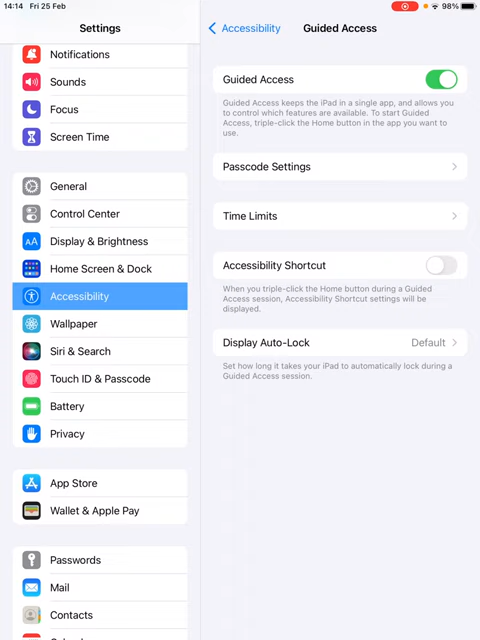 14:14 Fri 25 Feb
98%
Settings
Notifications
Sounds
Focus
Screen Time
General
Control Center
AA
Display & Brightness
Home Screen & Dock
Accessibility
Wallpaper
Siri & Search
Touch ID & Passcode
Battery
Privacy
App Store
Wallet & Apple Pay
Passwords
Mail
Contacts
Accessibility
Guided Access
Guided Access
Guided Access keeps the iPad in a single app, and allows you
to control which features are available. To start Guided
Access, triple-click the Home button in the app you want to
use.
Passcode Settings
Time Limits
Accessibility Shortcut
When you triple-click the Home button during a Guided
Access session, Accessibility Shortcut settings will be
displayed.
Display Auto-Lock Default
Set how long it takes your iPad to automatically lock during a
Guided Access session.